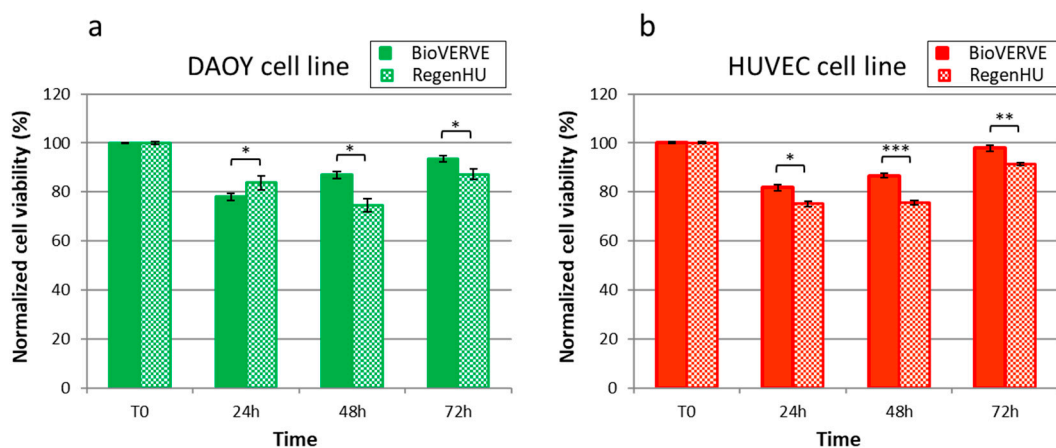 a
DAOY cell line
BioVERVE
RegenHU
Normalized cell viability (%)
120
100
80
60
40
20
0
*
*
*
T0
24h
48h
72h
Time
b
HUVEC cell line
BioVERVE
RegenHU
Normalized cell viability (%)
120
100
80
60
40
20
0
*
***
**
T0
24h
48h
72h
Time